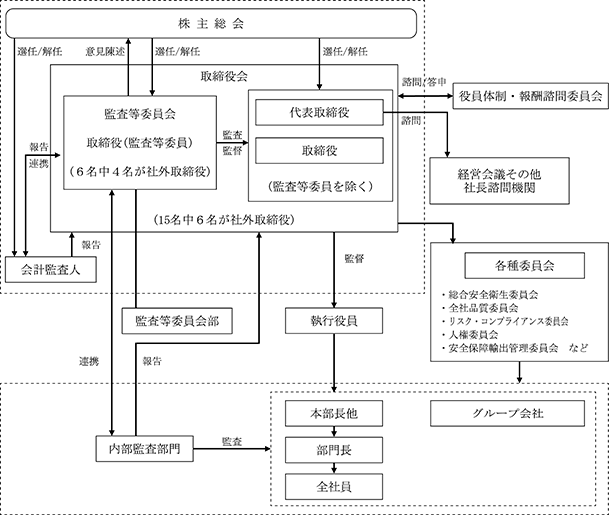 株主総会
選任/解任
意見陳述
選任/解任
選任/解任
取締役会
監査等委員会
取締役(監査等委員)
(6名中4名が社外取締役)
監査
監督
代表取締役
取締役
(監査等委員を除く)
(15名中6名が社外取締役)
諮問/答申
役員体制・報酬諮問委員会
諮問
経営会議その他
社長諮問機関
報告
連携
報告
会計監査人
監査等委員会部
監督
執行役員
各種委員会
・総合安全衛生委員会
・全社品質委員会
・リスク・コンプライアンス委員会
・人権委員会
・安全保障輸出管理委員会 など
連携
報告
内部監査部門
監査
本部長他
部門長
全社員
グループ会社